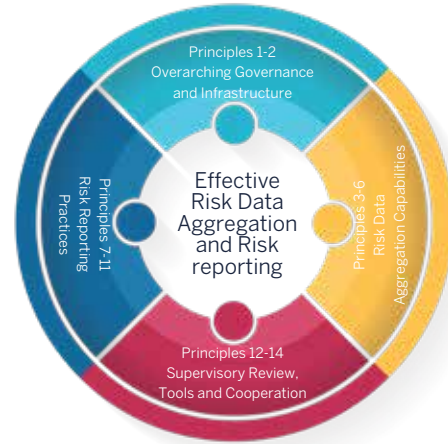 Principles 1-2
Overarching Governance
and Infrastructure
Effective
Risk Data
Aggregation
and Risk
reporting
Principles 3-6
Risk Data
Aggregation Capabilities
Principles 12-14
Supervisory Review,
Tools and Cooperation
Principles 7-11
Risk Reporting
Practices